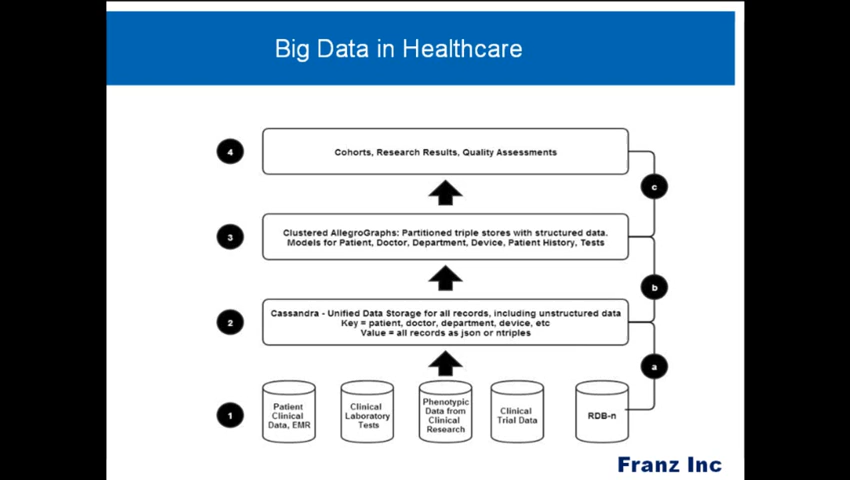 Big Data in Healthcare
4
Cohorts, Research Results, Quality Assessments
c
3
Clustered AllegroGraphs: Partitioned triple stores with structured data.
Models for Patient, Doctor, Department, Device, Patient History, Tests
b
2
Cassandra - Unified Data Storage for all records, including unstructured data
Key = patient, doctor, department, device, etc
Value = all records as json or ntriples
a
1
Patient
Clinical
Data, EMR
Clinical
Laboratory
Tests
Phenotypic
Data from
Clinical
Research
Clinical
Trial Data
RDB-n
Franz Inc